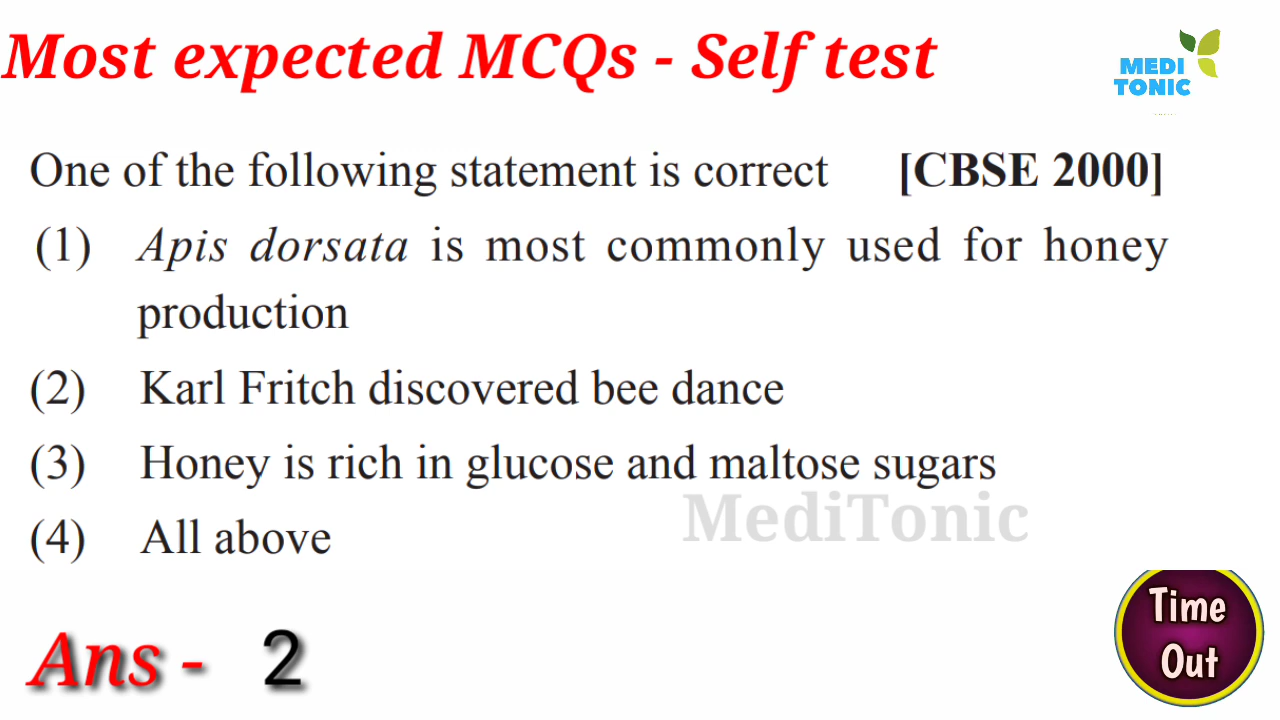 Most expected MCQs - Self test
MEDI
TONIC
One of the following statement is correct [CBSE 2000]
(1) Apis dorsata is most commonly used for honey
production
(2) Karl Fritch discovered bee dance
(3) Honey is rich in glucose and maltose sugars
MediTonic
(4) All above
Time
Out
Ans - 2